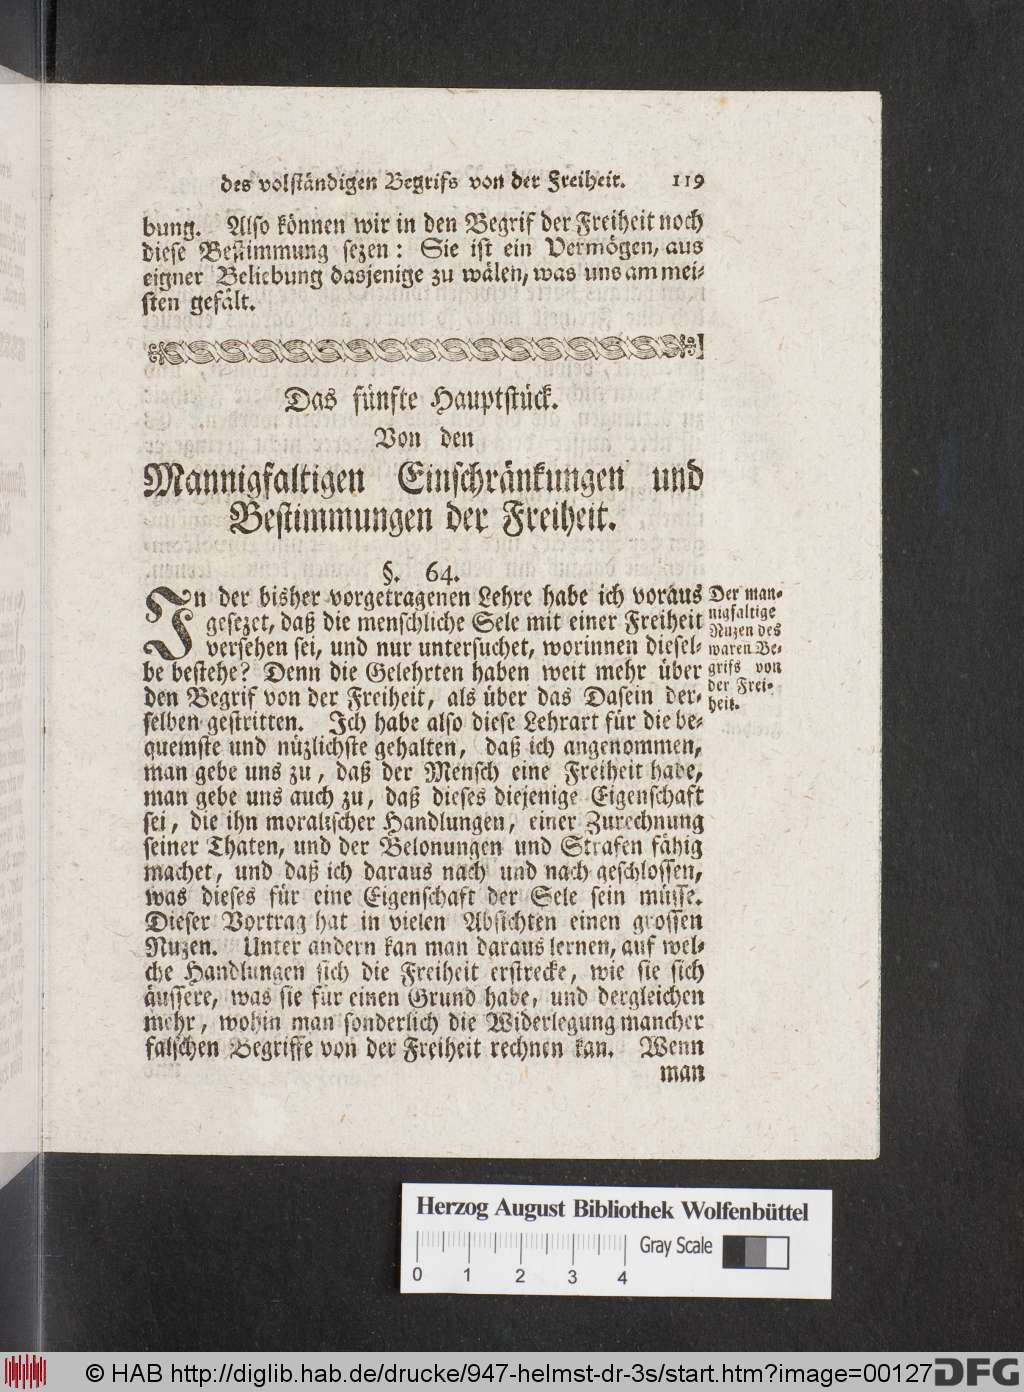 des volständigen Begrifs von der Freiheit. 119
bung. Also können wir in den Begrif der Freiheit noch
diese Bestimmung sezen: Sie ist ein Vermögen, aus
eigner Beliebung dasjenige zu wälen, was uns am mei-
sten gefält.
Das fünfte Hauptstück.
Von den
Mannigfaltigen Einschränkungen und
Bestimmungen der Freiheit.
§. 64.
In der bisher vorgetragenen Lehre habe ich voraus
gesezet, daß die menschliche Sele mit einer Freiheit
versehen sei, und nur untersuchet, worinnen diesel-
be bestehe? Denn die Gelehrten haben weit mehr über
den Begrif von der Freiheit, als über das Dasein der-
selben gestritten. Ich habe also diese Lehrart für die be-
quemste und nüzlichste gehalten, daß ich angenommen,
man gebe uns zu, daß der Mensch eine Freiheit habe,
man gebe uns auch zu, daß dieses diejenige Eigenschaft
sei, die ihn moralischer Handlungen, einer Zurechnung
seiner Thaten, und der Belonungen und Strafen fähig
machet, und daß ich daraus nach und nach geschlossen,
was dieses für eine Eigenschaft der Sele sein müsse.
Dieser Vortrag hat in vielen Absichten einen grossen
Nuzen. Unter andern kan man daraus lernen, auf wel-
che Handlungen sich die Freiheit erstrecke, wie sie sich
äussere, was sie für einen Grund habe, und dergleichen
mehr, wohin man sonderlich die Widerlegung mancher
falschen Begriffe von der Freiheit rechnen kan. Wenn
man
Der man-
nigfaltige
Nuzen des
waren Be-
grifs von
der Frei-
heit.
Herzog August Bibliothek Wolfenbüttel
Gray Scale
0 1 2 3 4
© HAB http://diglib.hab.de/drucke/947-helmst-dr-3s/start.htm?image=00127
DFG